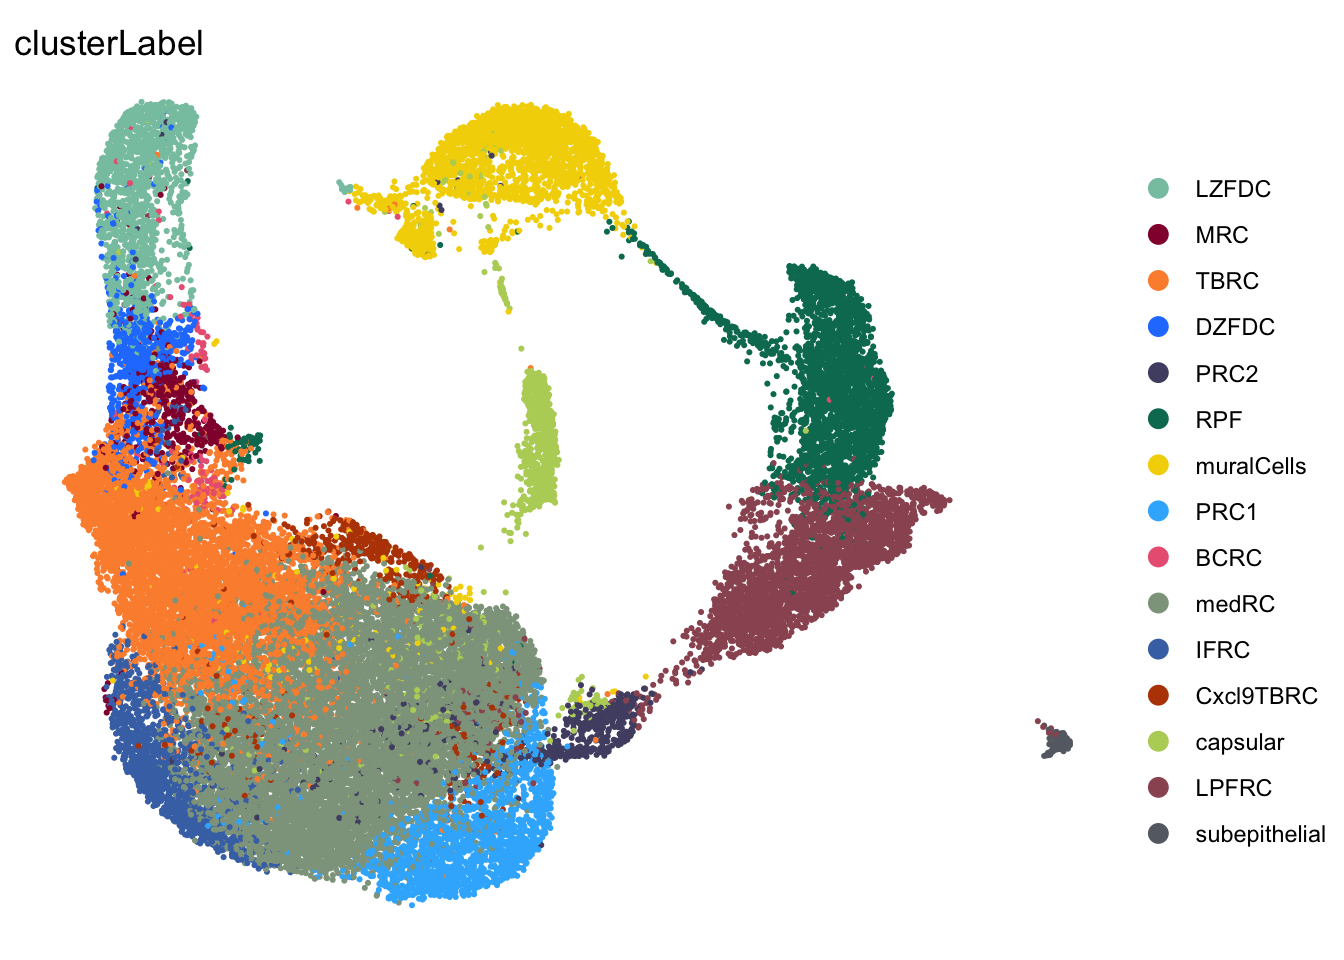 clusterLabel
LZFDC
MRC
TBRC
DZFDC
PRC2
RPF
muralCells
PRC1
BCRC
medRC
IFRC
Cxcl9TBRC
capsular
LPFRC
subepithelial